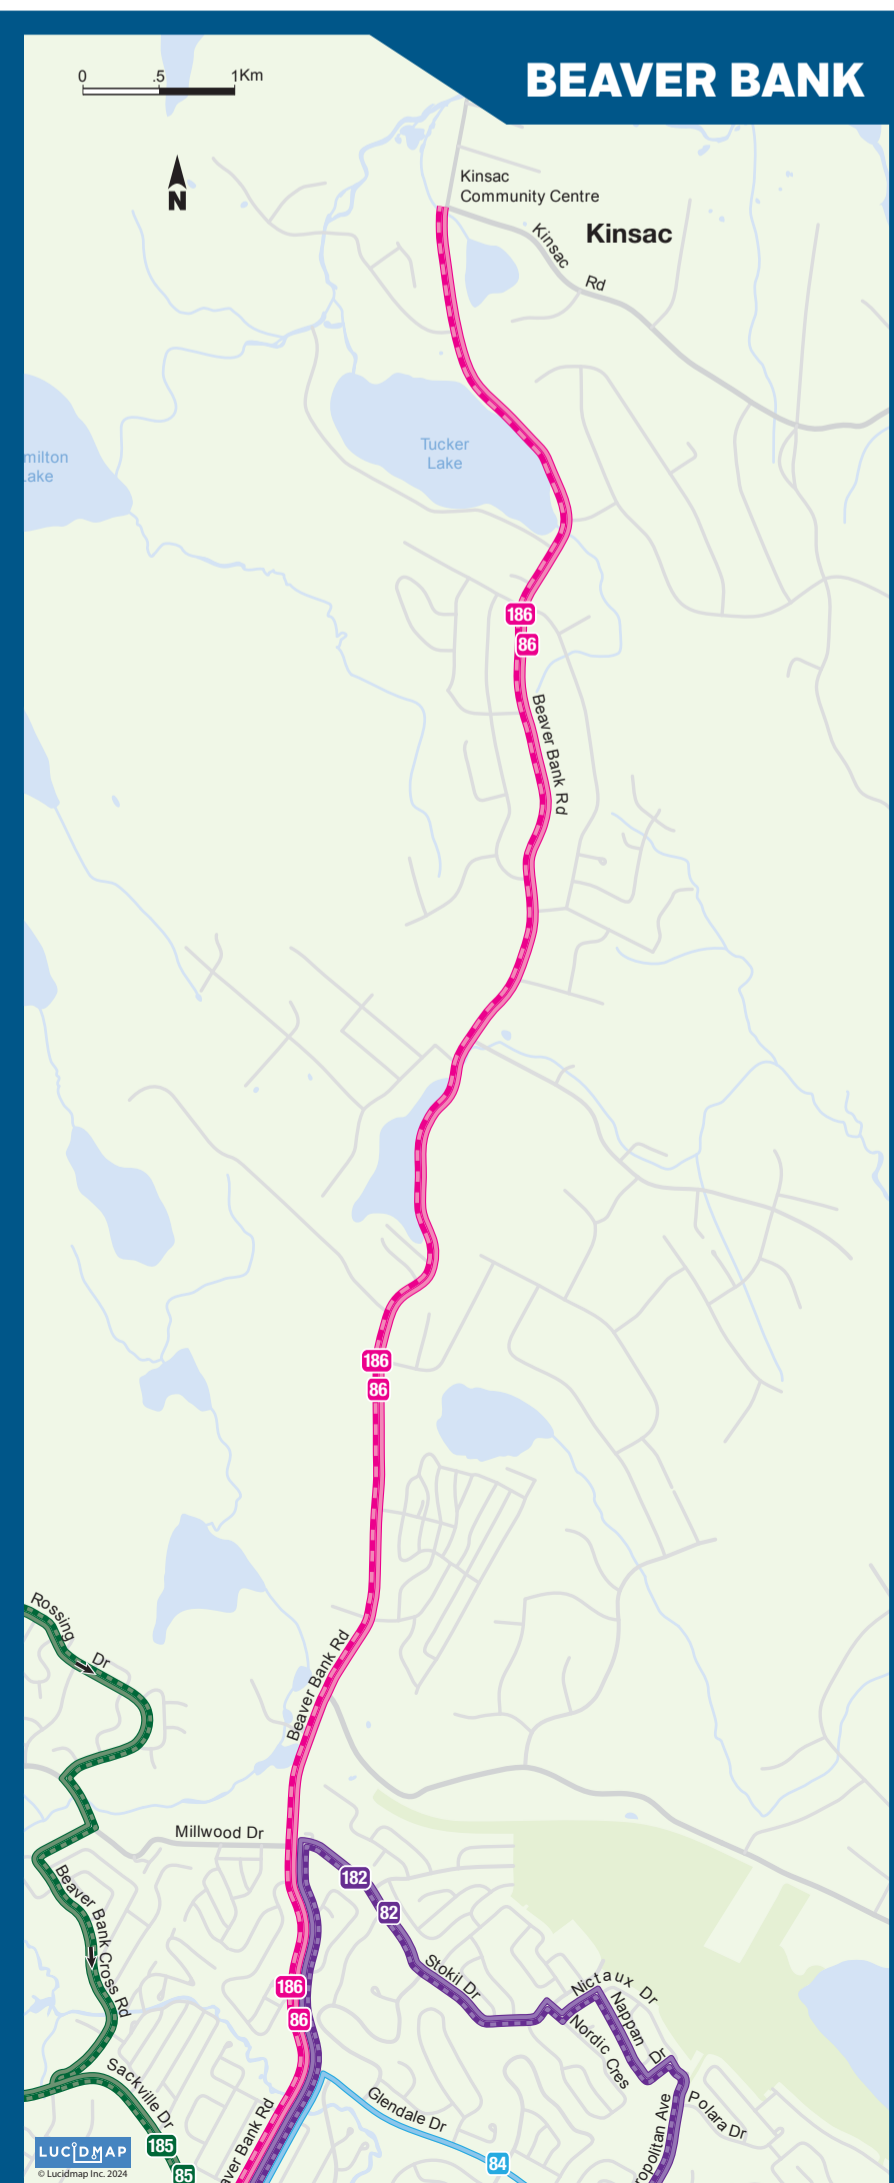 BEAVER BANK
0 .5 1Km
N
Kinsac
Community Centre
Kinsac
Kinsac Rd
Tucker
Lake
milton
Lake
186
86
Beaver Bank Rd
186
86
Rossing Dr
Beaver Bank Rd
Millwood Dr
182
82
Beaver Bank Cross Rd
Stokil Dr
Nictaux Dr
Nappan Dr
Nordic Cres
186
86
Sackville Dr
Glendale Dr
Polara Dr
ropolitan Ave
aver Bank Rd
185
85
84
LUCIDMAP
© Lucidmap Inc. 2024